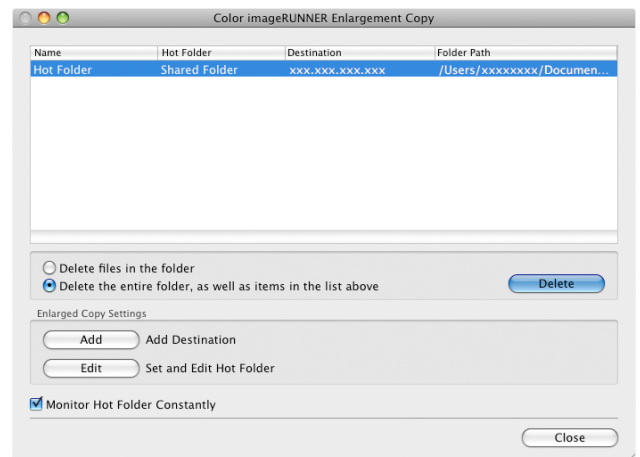 Color imageRUNNER Enlargement Copy
Name Hot Folder Destination Folder Path
Hot Folder Shared Folder xxx.xxx.xxx.xxx /Users/xxxxxxxx/Documen...
Delete files in the folder
Delete the entire folder, as well as items in the list above
Delete
Enlarged Copy Settings
Add Add Destination
Edit Set and Edit Hot Folder
Monitor Hot Folder Constantly
Close